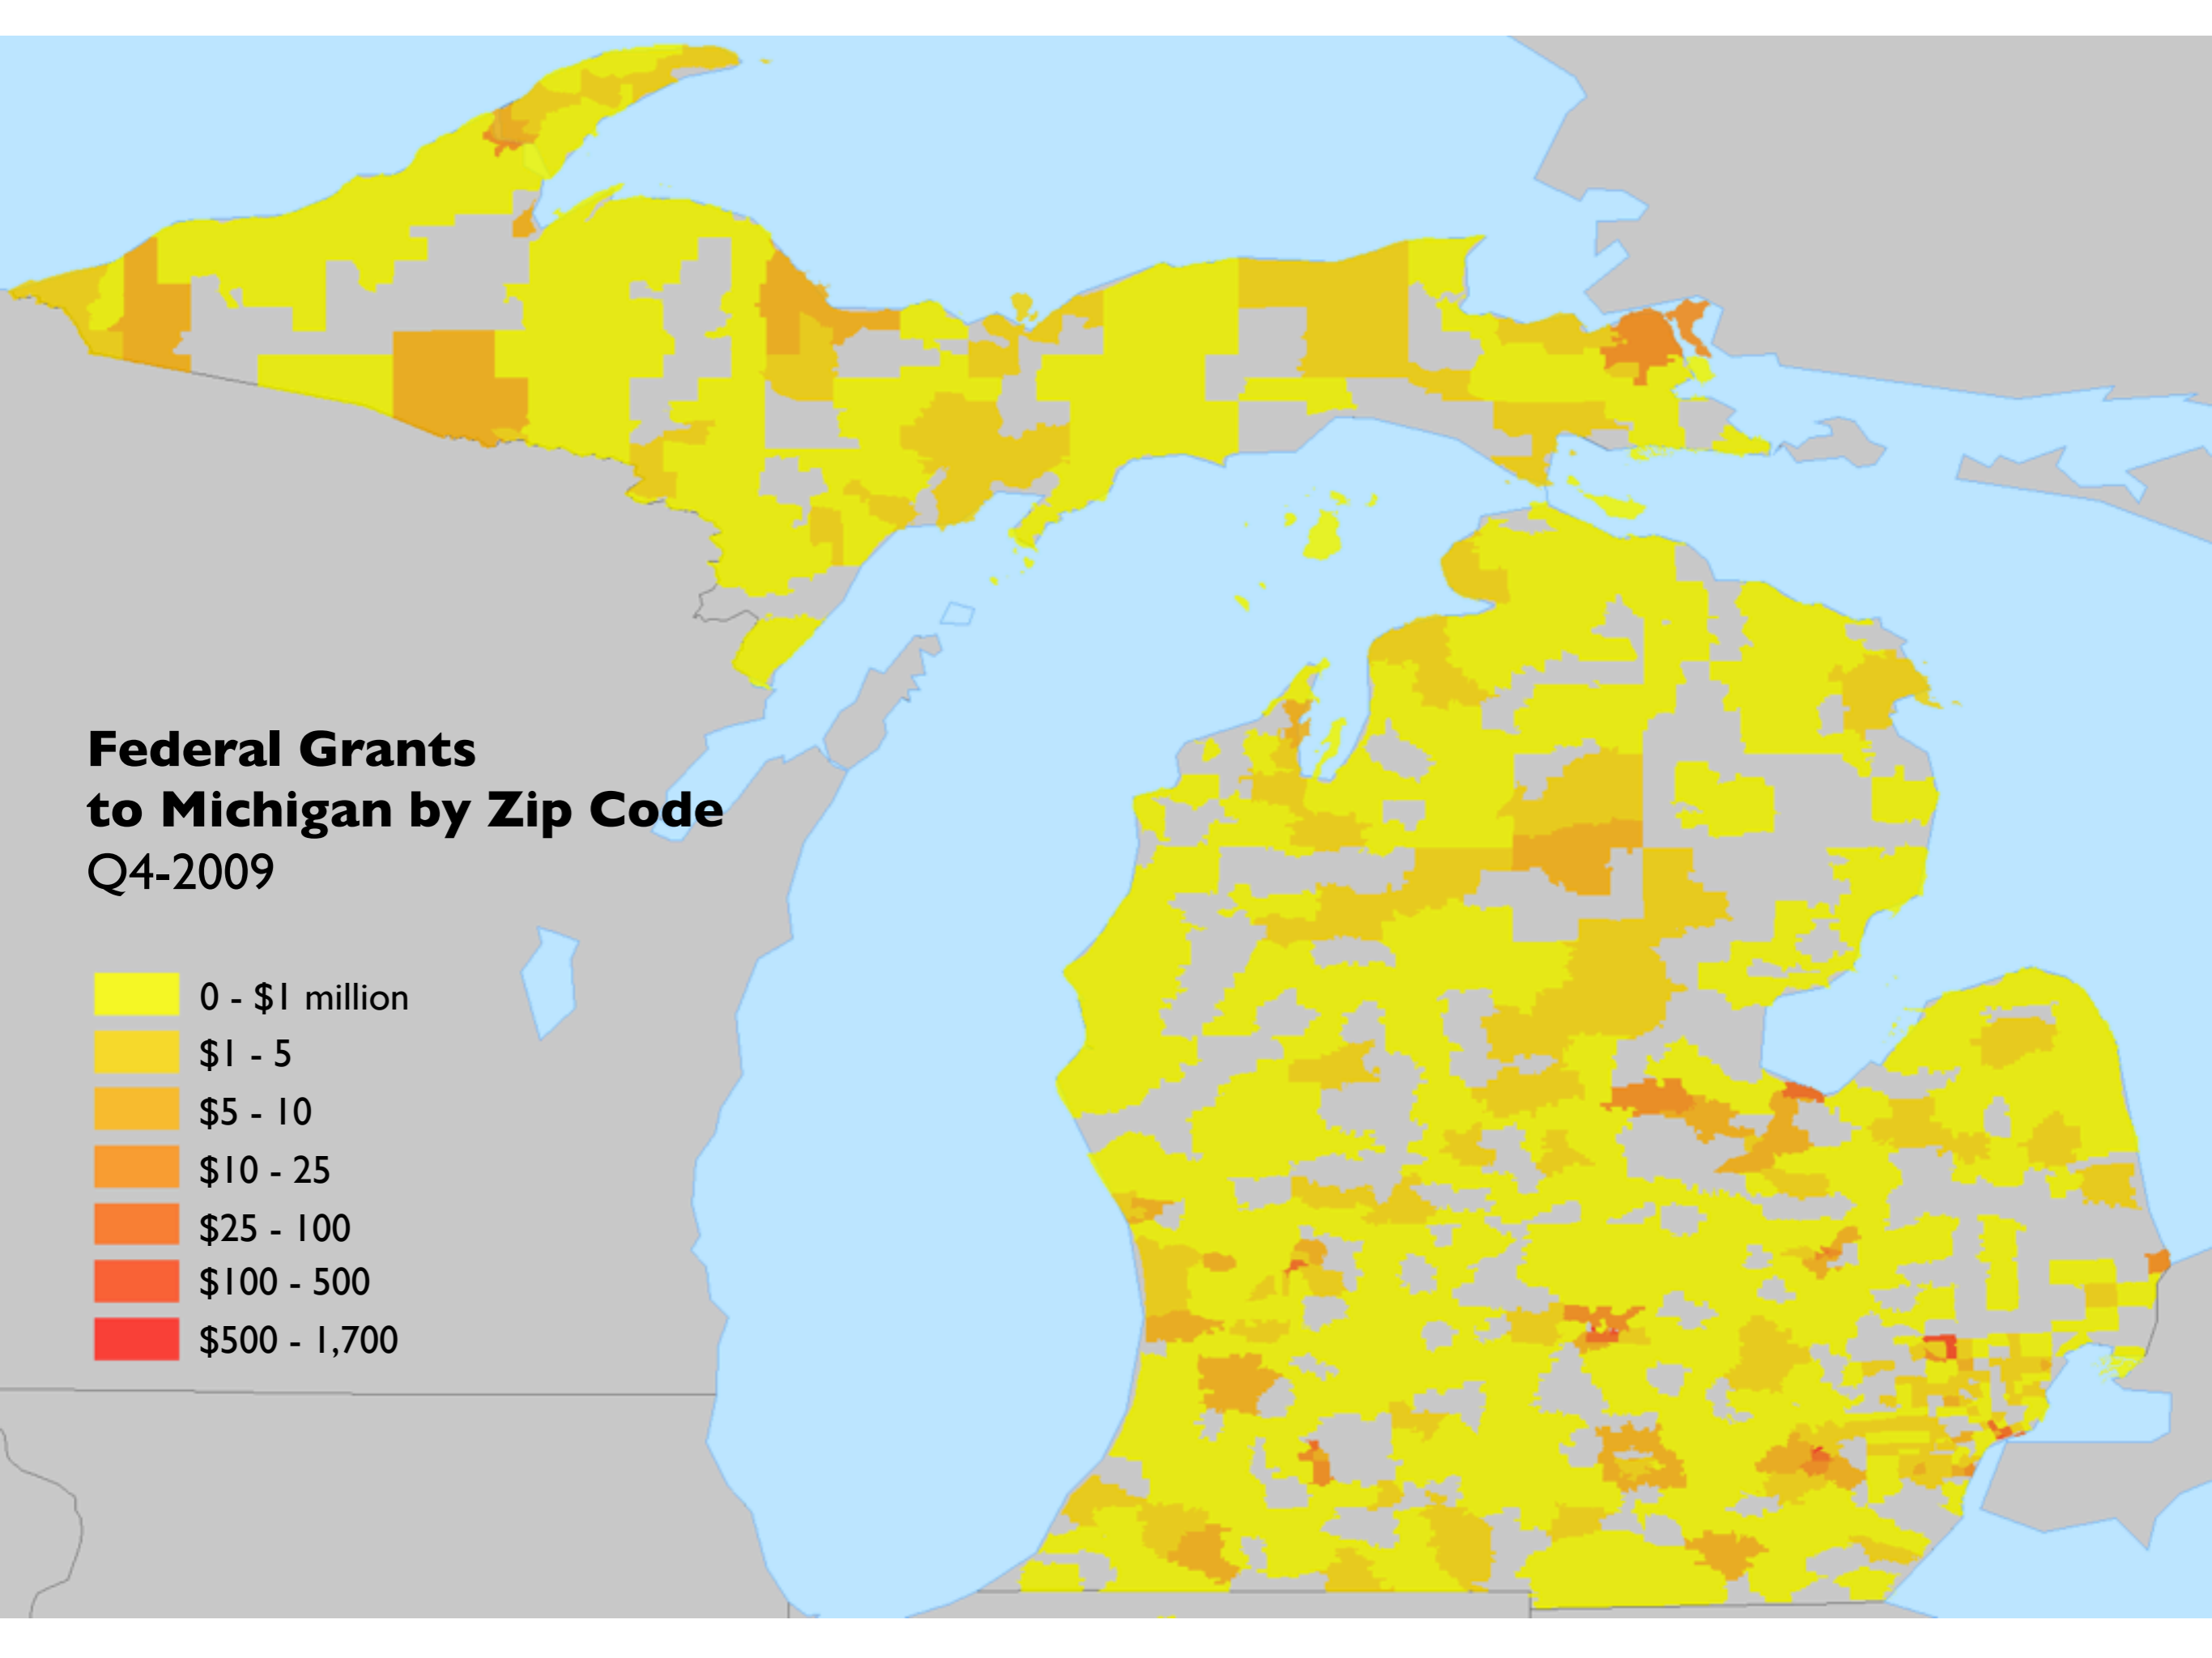 Federal Grants
to Michigan by Zip Code
Q4-2009
0 - $1 million
$1 - 5
$5 - 10
$10 - 25
$25 - 100
$100 - 500
$500 - 1,700